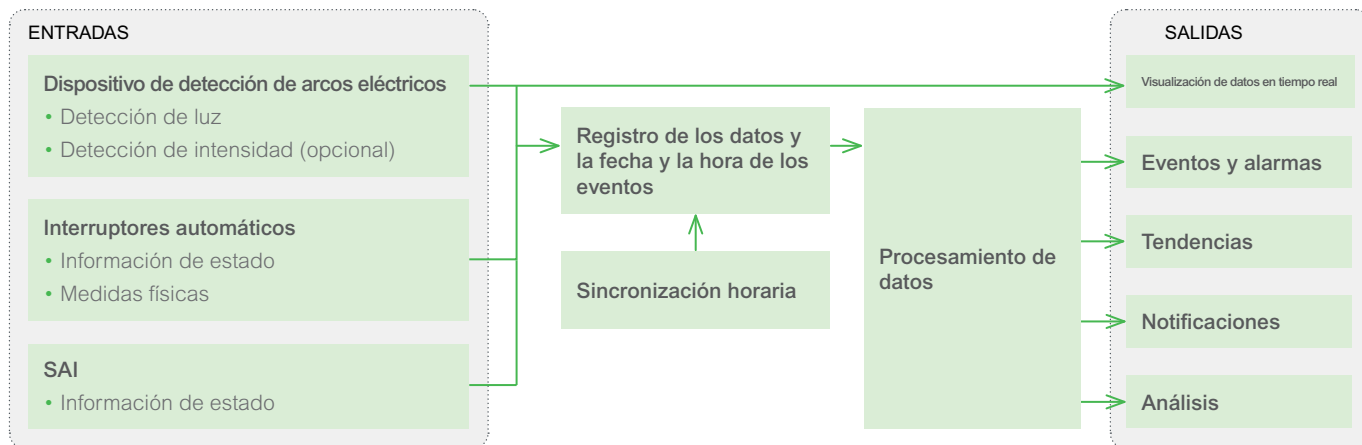 ENTRADAS
Dispositivo de detección de arcos eléctricos
• Detección de luz
• Detección de intensidad (opcional)
Interruptores automáticos
• Información de estado
• Medidas físicas
SAI
• Información de estado
Registro de los datos y
la fecha y la hora de los
eventos
Sincronización horaria
Procesamiento de
datos
SALIDAS
Visualización de datos en tiempo real
Eventos y alarmas
Tendencias
Notificaciones
Análisis